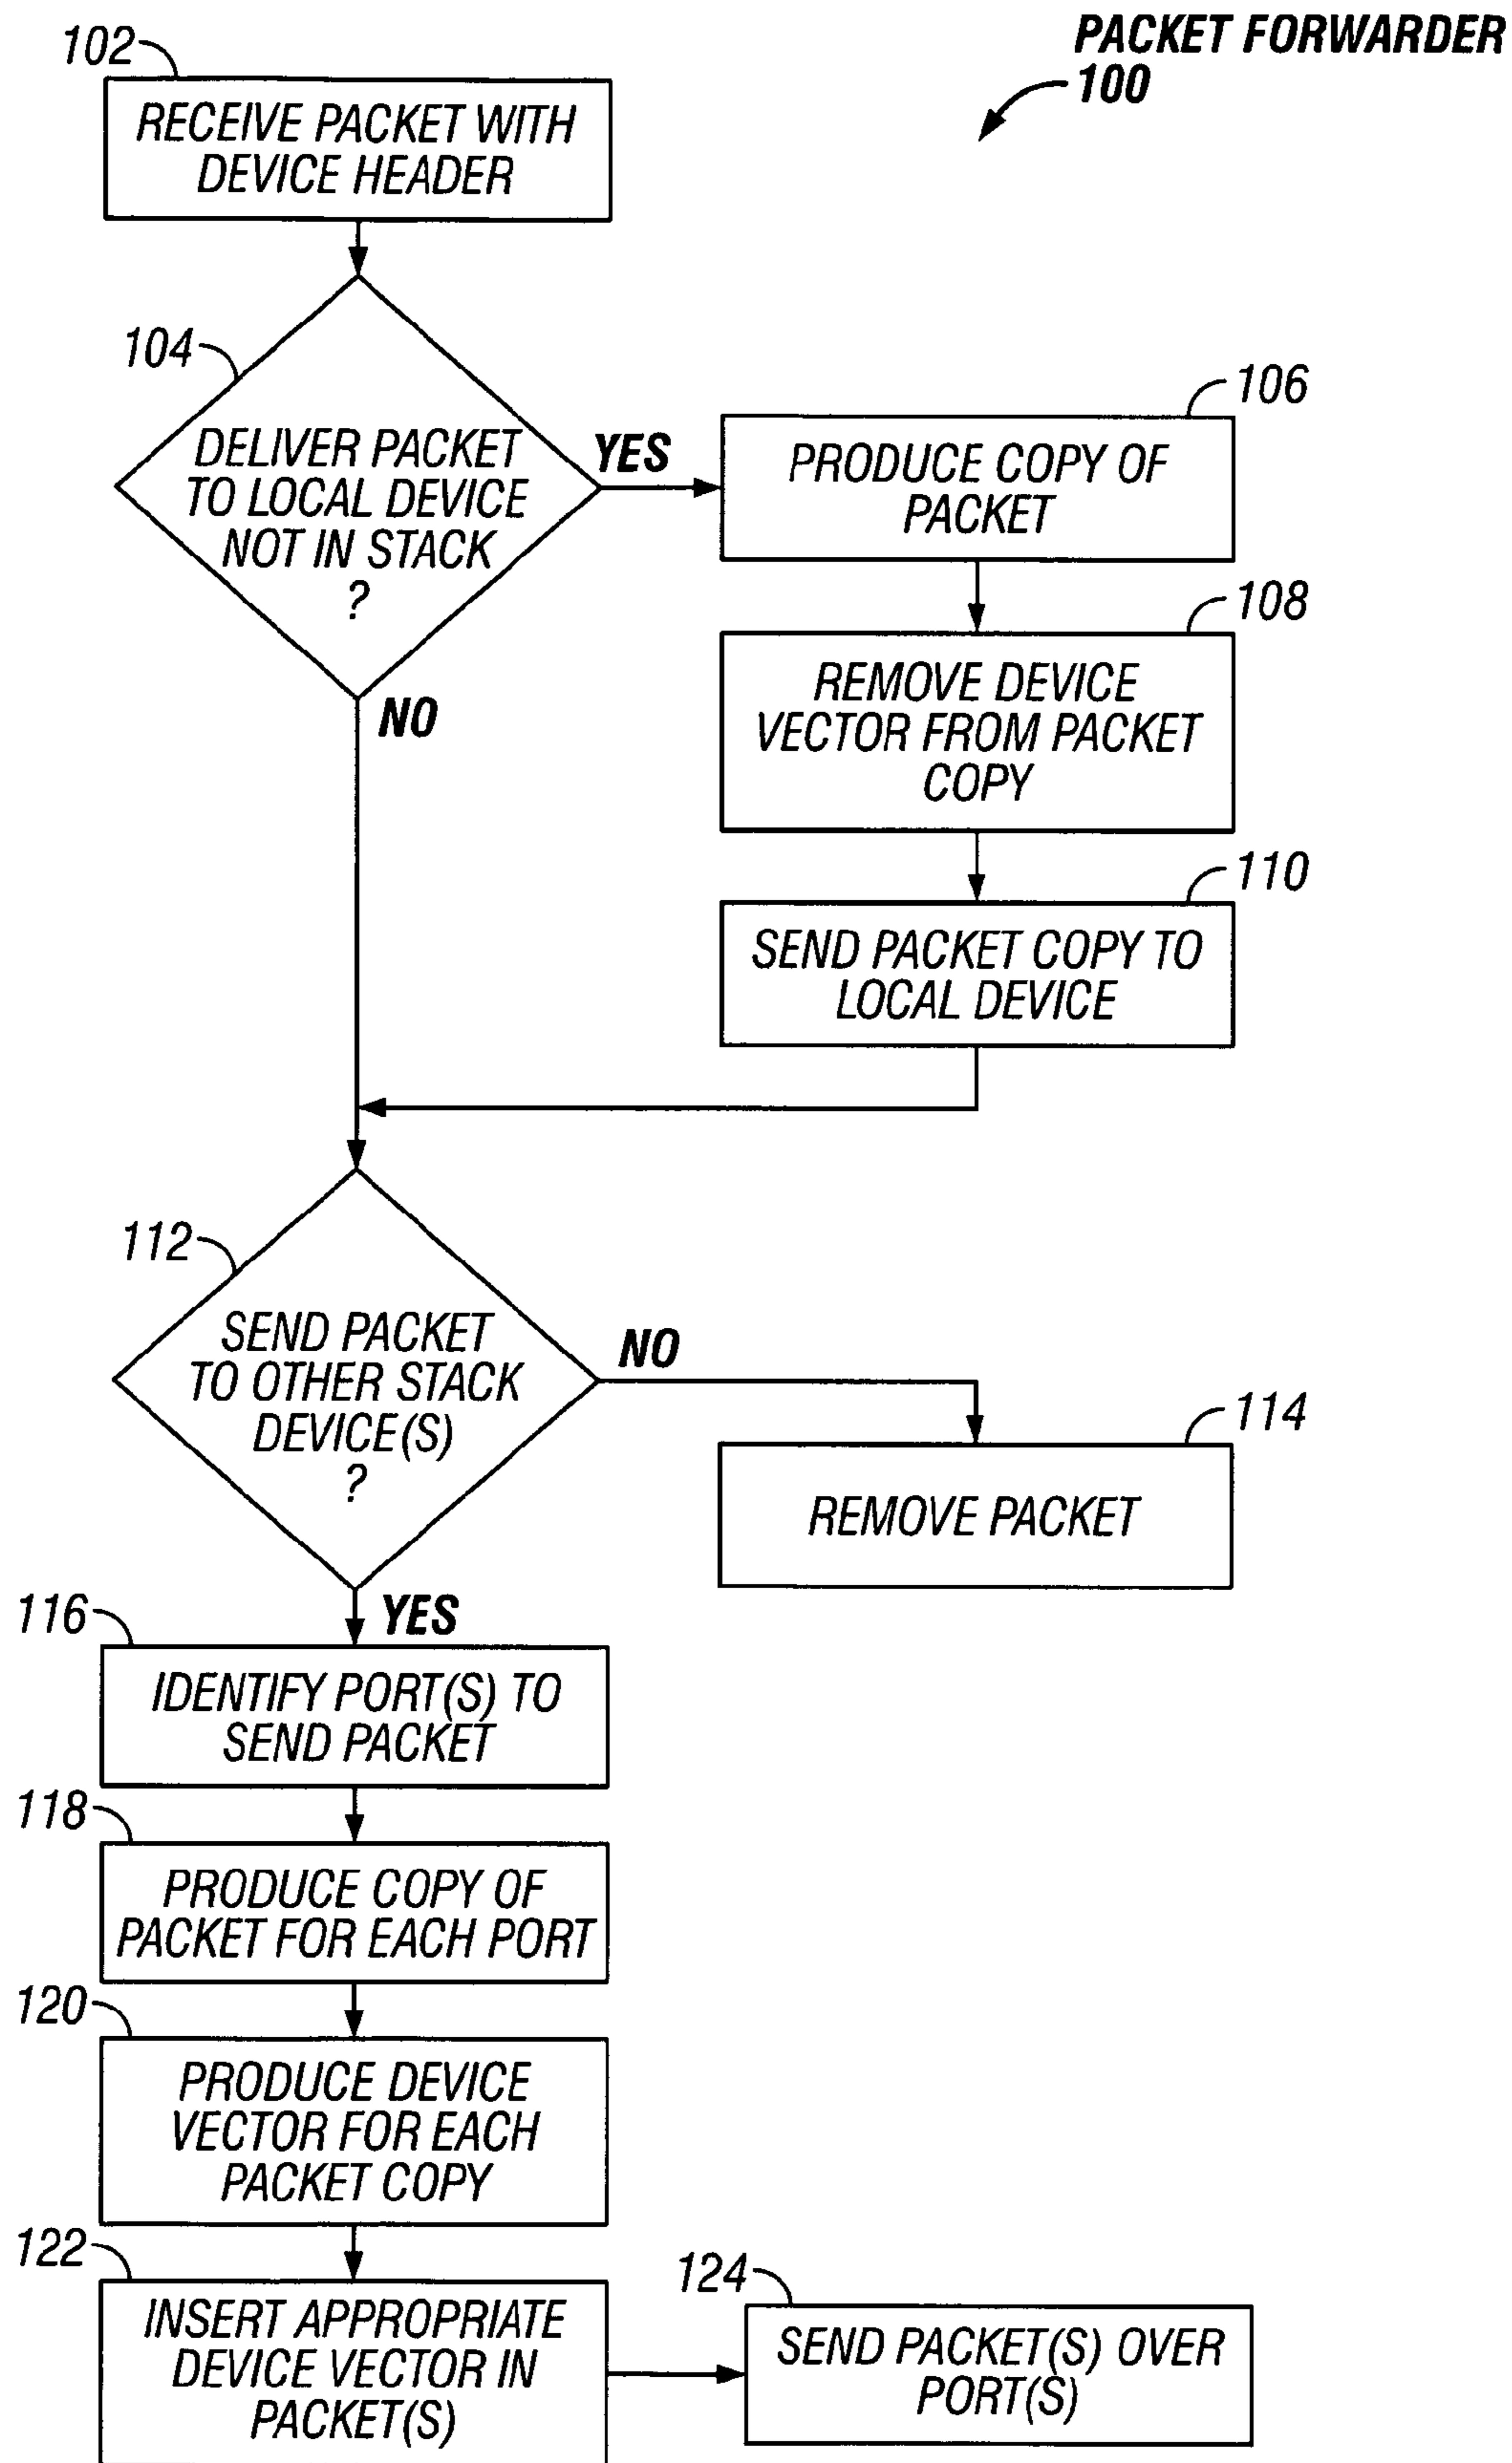 PACKET FORWARDER
100
102
RECEIVE PACKET WITH
DEVICE HEADER
104
DELIVER PACKET
TO LOCAL DEVICE
NOT IN STACK
?
YES
NO
106
PRODUCE COPY OF
PACKET
108
REMOVE DEVICE
VECTOR FROM PACKET
COPY
110
SEND PACKET COPY TO
LOCAL DEVICE
112
SEND PACKET
TO OTHER STACK
DEVICE(S)
?
NO
YES
114
REMOVE PACKET
116
IDENTIFY PORT(S) TO
SEND PACKET
118
PRODUCE COPY OF
PACKET FOR EACH PORT
120
PRODUCE DEVICE
VECTOR FOR EACH
PACKET COPY
122
INSERT APPROPRIATE
DEVICE VECTOR IN
PACKET(S)
124
SEND PACKET(S) OVER
PORT(S)